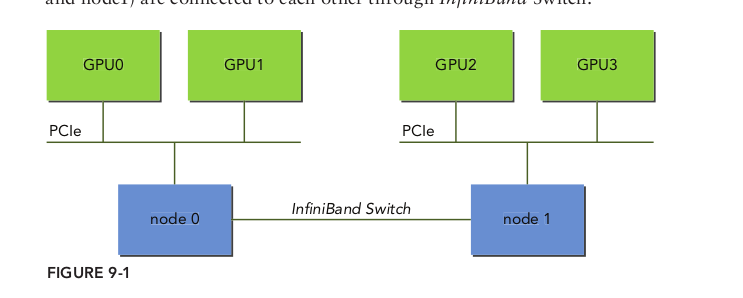 and node1) are connected to each other through InfiniBand Switch.
GPU0 GPU1 GPU2 GPU3
PCIe PCIe
InfiniBand Switch
node 0 node 1
FIGURE 9-1